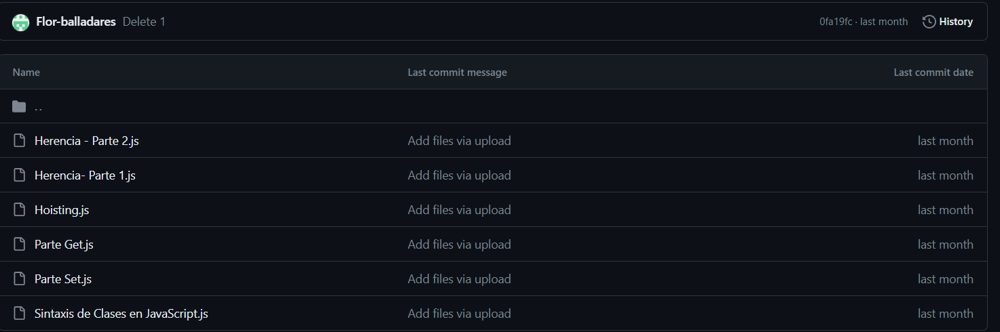 Flor-balladares Delete 1 0fa19fc · last month History
Name Last commit message Last commit date
..
Herencia - Parte 2.js Add files via upload last month
Herencia- Parte 1.js Add files via upload last month
Hoisting.js Add files via upload last month
Parte Get.js Add files via upload last month
Parte Set.js Add files via upload last month
Sintaxis de Clases en JavaScript.js Add files via upload last month